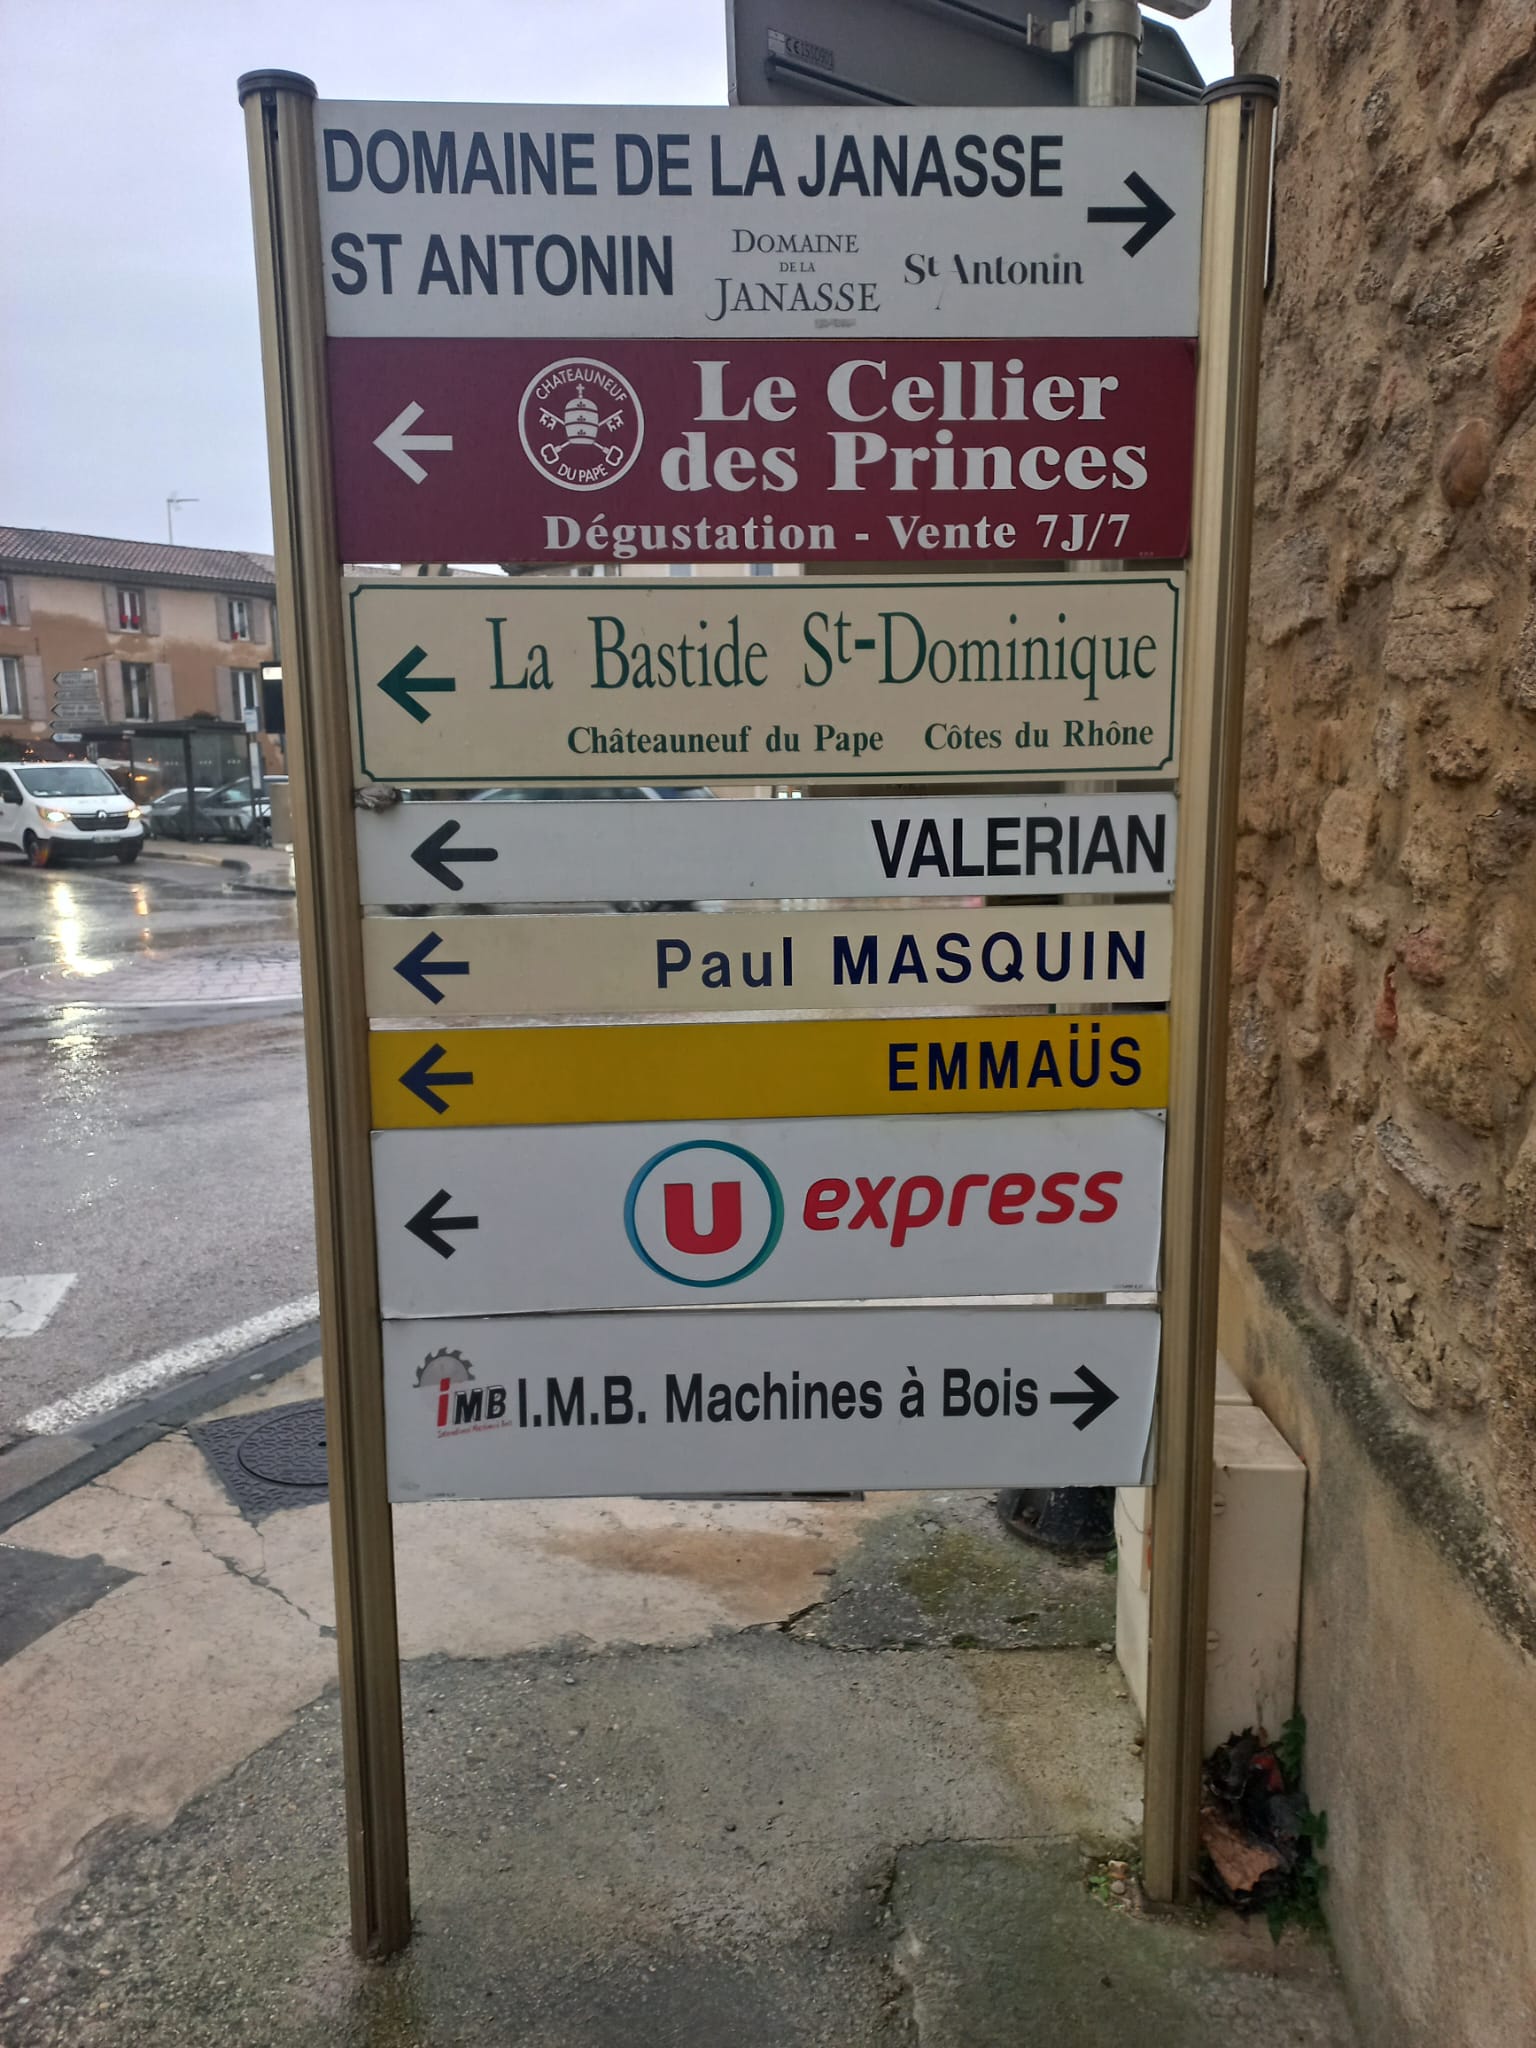 DOMAINE DE LA JANASSE
ST ANTONIN
DOMAINE
DE LA
JANASSE
St Antonin
CHATEAUNEUF
DU PAPE
Le Cellier
des Princes
Dégustation - Vente 7J/7
La Bastide St-Dominique
Châteauneuf du Pape Côtes du Rhône
VALERIAN
Paul MASQUIN
EMMAÜS
U express
iMB I.M.B. Machines à Bois